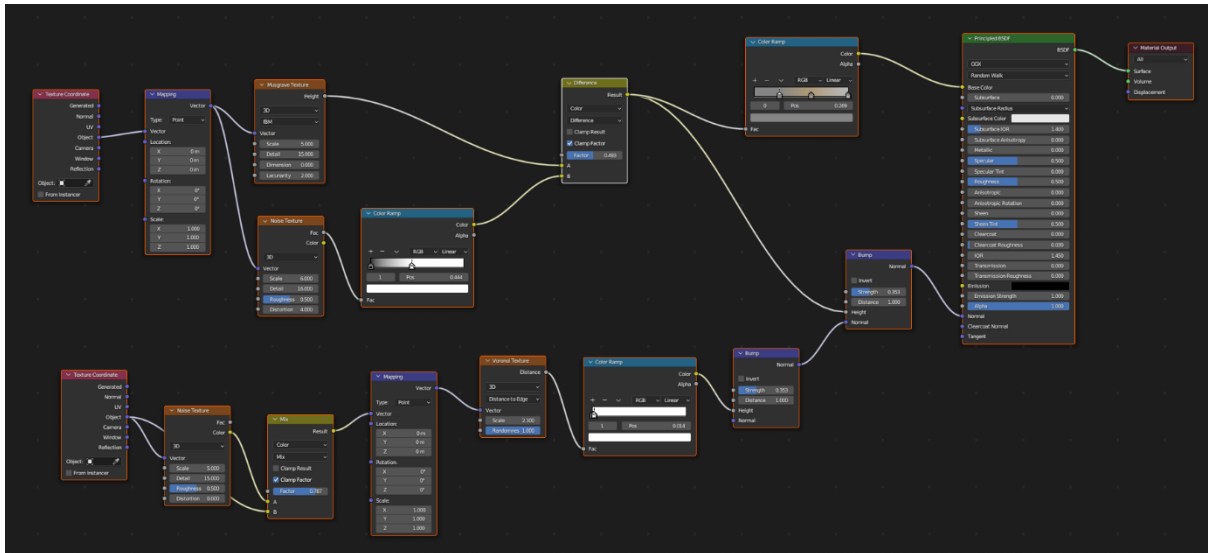 Texture Coordinate
Generated
Normal
UV
Object
Camera
Window
Reflection
Object:
From Instancer
Mapping
Vector
Type: Point
Vector
Location:
X 0 m
Y 0 m
Z 0 m
Rotation:
X 0°
Y 0°
Z 0°
Scale:
X 1.000
Y 1.000
Z 1.000
Musgrave Texture
Height
3D
fBM
Vector
Scale 5.000
Detail 15.000
Dimension 0.000
Lacunarity 2.000
Noise Texture
Fac
Color
3D
Vector
Scale 6.000
Detail 10.000
Roughness 0.500
Distortion 4.000
Color Ramp
Color
Alpha
RGB Linear
1 Pos 0.444
Fac
Difference
Result
Color
Difference
Clamp Result
Clamp Factor
Factor 0.493
A
B
Color Ramp
Color
Alpha
RGB Linear
0 Pos
Fac
Principled BSDF
BSDF
GGX
Random Walk
Base Color
Subsurface 0.000
Subsurface Radius
Subsurface Color
Subsurface IOR 1.400
Subsurface Anisotropy 0.000
Metallic 0.000
Specular 0.500
Specular Tint 0.000
Roughness 0.500
Anisotropic 0.000
Anisotropic Rotation 0.000
Sheen 0.000
Sheen Tint 0.500
Clearcoat 0.000
Clearcoat Roughness
IOR 1.450
Transmission 0.000
Transmission Roughness 0.000
Emission
Emission Strength 1.000
Alpha 1.000
Normal
Clearcoat Normal
Tangent
Material Output
All
Surface
Volume
Displacement
Bump
Normal
Invert
Strength 0.353
Distance 1.000
Height
Normal
Texture Coordinate
Generated
Normal
UV
Object
Camera
Window
Reflection
Object:
From Instancer
Noise Texture
Fac
Color
3D
Vector
Scale 5.000
Detail 15.000
Roughness 0.500
Distortion 0.000
Mix
Result
Color
Mix
Clamp Result
Clamp Factor
Factor 0.767
A
B
Mapping
Vector
Type: Point
Vector
Location:
X 0 m
Y 0 m
Z 0 m
Rotation:
X 0°
Y 0°
Z 0°
Scale:
X 1.000
Y 1.000
Z 1.000
Voronoi Texture
Distance
3D
Distance to Edge
Vector
Scale 2.100
Randomnes 1.000
Color Ramp
Color
Alpha
RGB Linear
1 Pos 0.014
Fac
Bump
Normal
Invert
Strength 0.353
Distance 1.000
Height
Normal